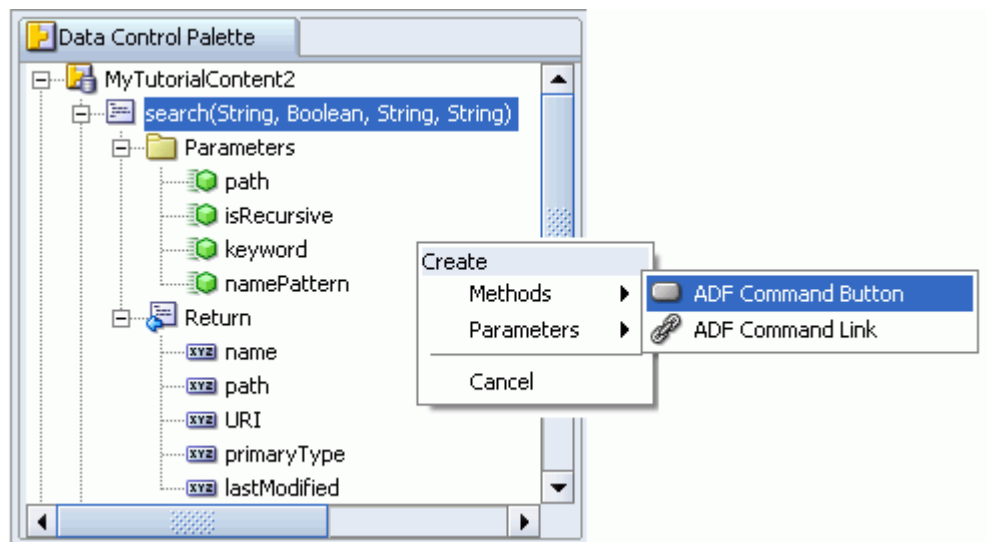 Data Control Palette
MyTutorialContent2
search(String, Boolean, String, String)
Parameters
path
isRecursive
keyword
namePattern
Return
name
path
URI
primaryType
lastModified
Create
Methods
Parameters
Cancel
ADF Command Button
ADF Command Link